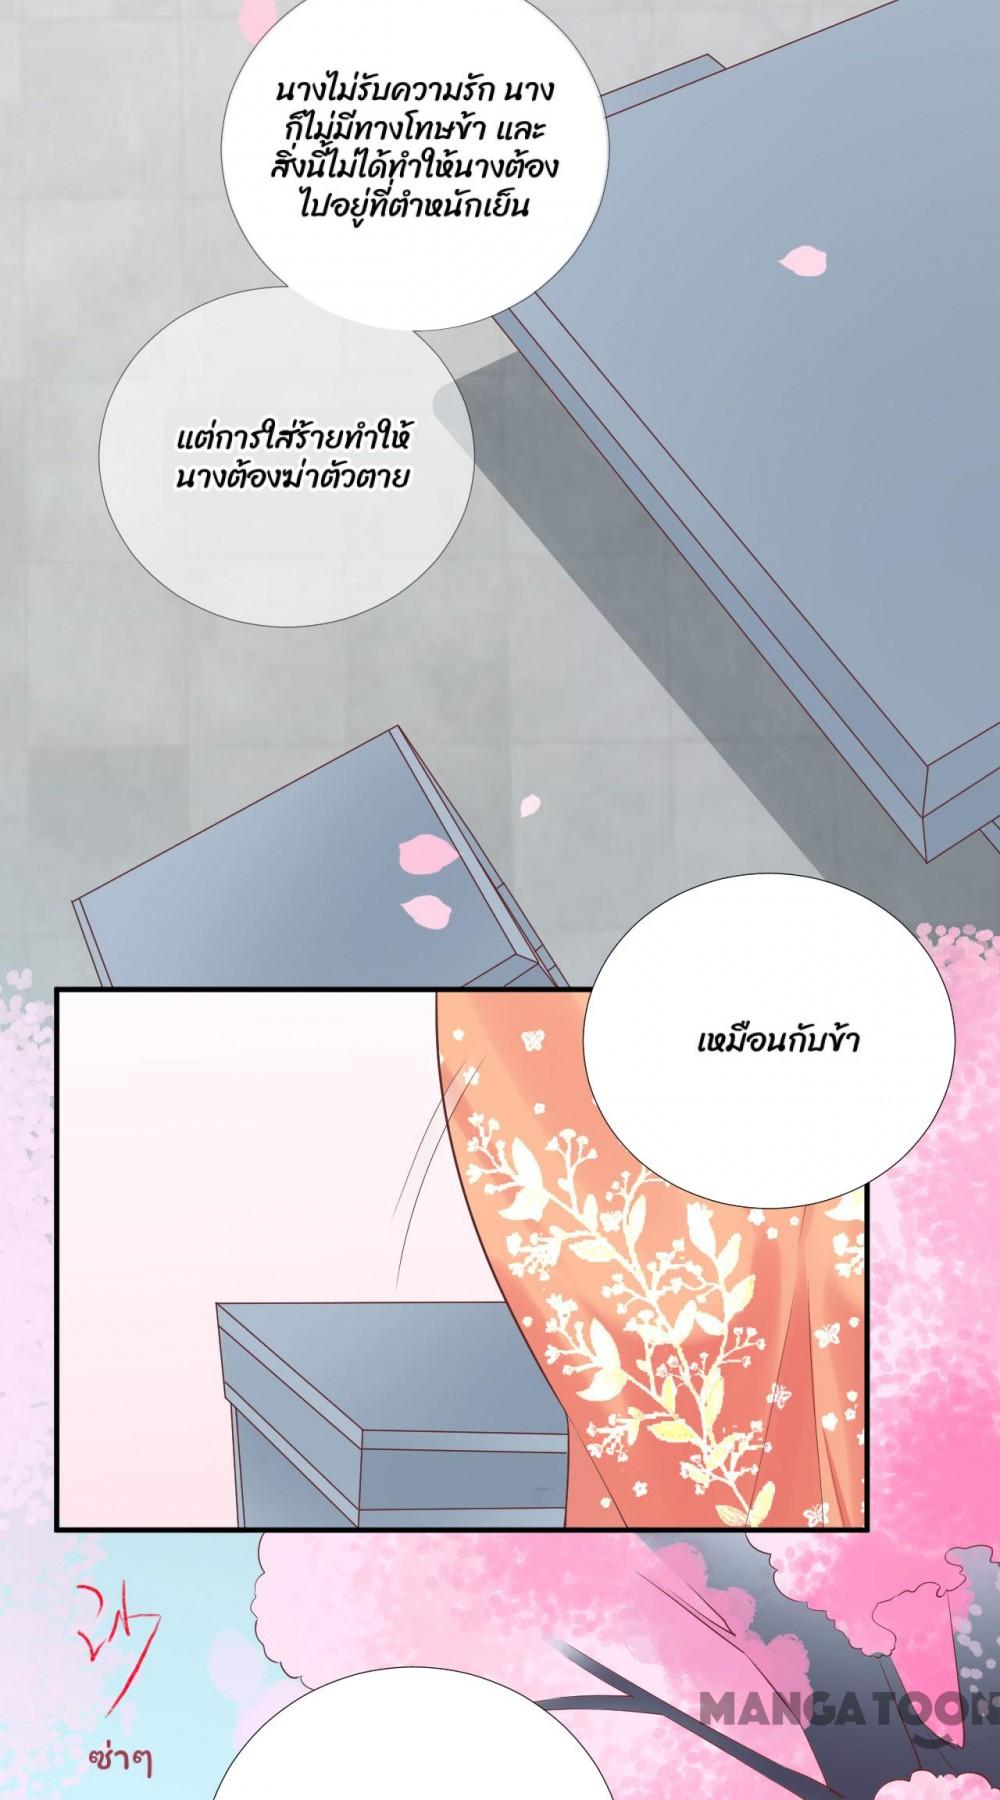 นางไม่รับความรัก นาง
ก็ไม่มีทางโทษข้า และ
สิ่งนี้ไม่ได้ทำให้นางต้อง
ไปอยู่ที่ตำหนักเย็น
แต่การใส่ร้ายทำให้
นางต้องฆ่าตัวตาย
เหมือนกับข้า
沙
ซ่าๆ
MANGATOON